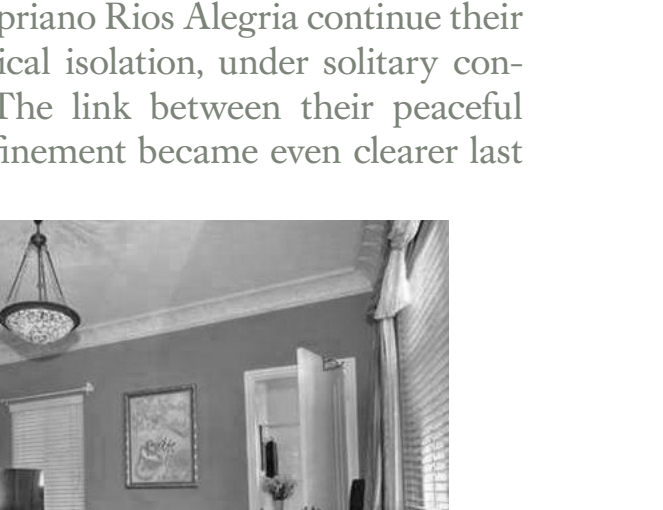 priano Rios Alegria continue their
ical isolation, under solitary con-
The link between their peaceful
finement became even clearer last